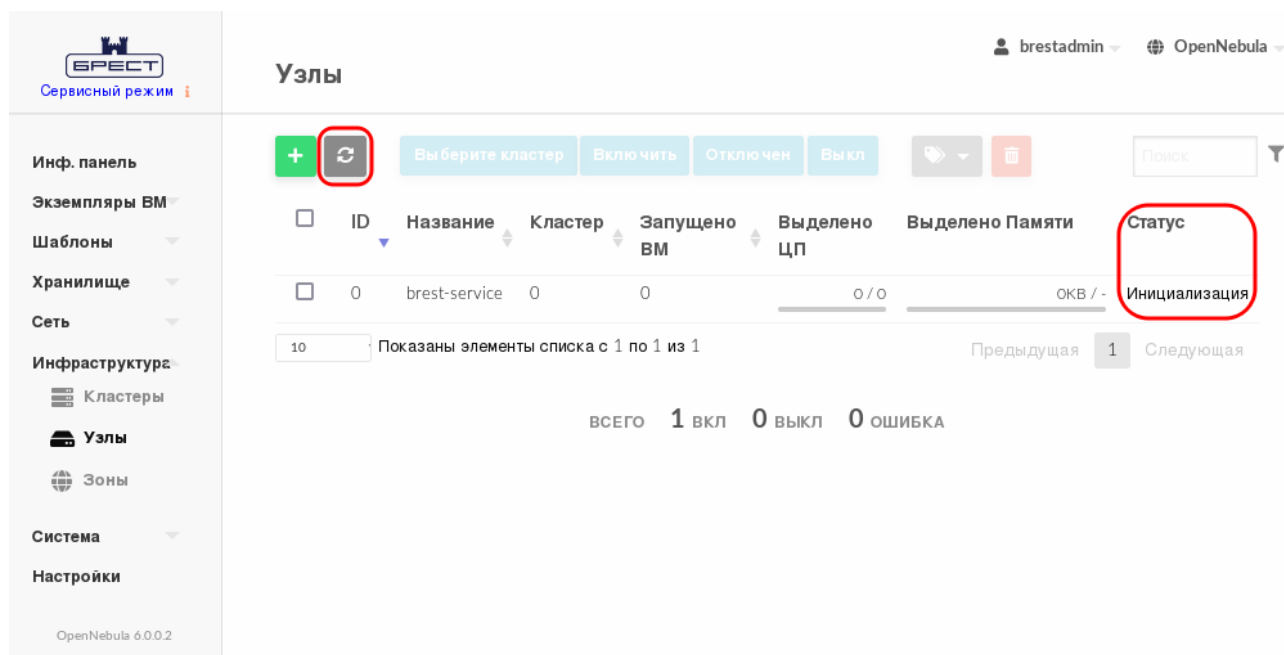 БРЕСТ
Сервисный режим i
Узлы
brestadmin
OpenNebula
Инф. панель
Экземпляры ВМ
Шаблоны
Хранилище
Сеть
Инфраструктура
Кластеры
Узлы
Зоны
Система
Настройки
OpenNebula 6.0.0.2
+ Выберите кластер Включить Отключен Выкл Поиск
ID Название Кластер Запущено ВМ Выделено ЦП Выделено Памяти Статус
0 brest-service 0 0 0 / 0 0KB / - Инициализация
10 Показаны элементы списка с 1 по 1 из 1 Предыдущая 1 Следующая
ВСЕГО 1 ВКЛ 0 ВЫКЛ 0 ОШИБКА